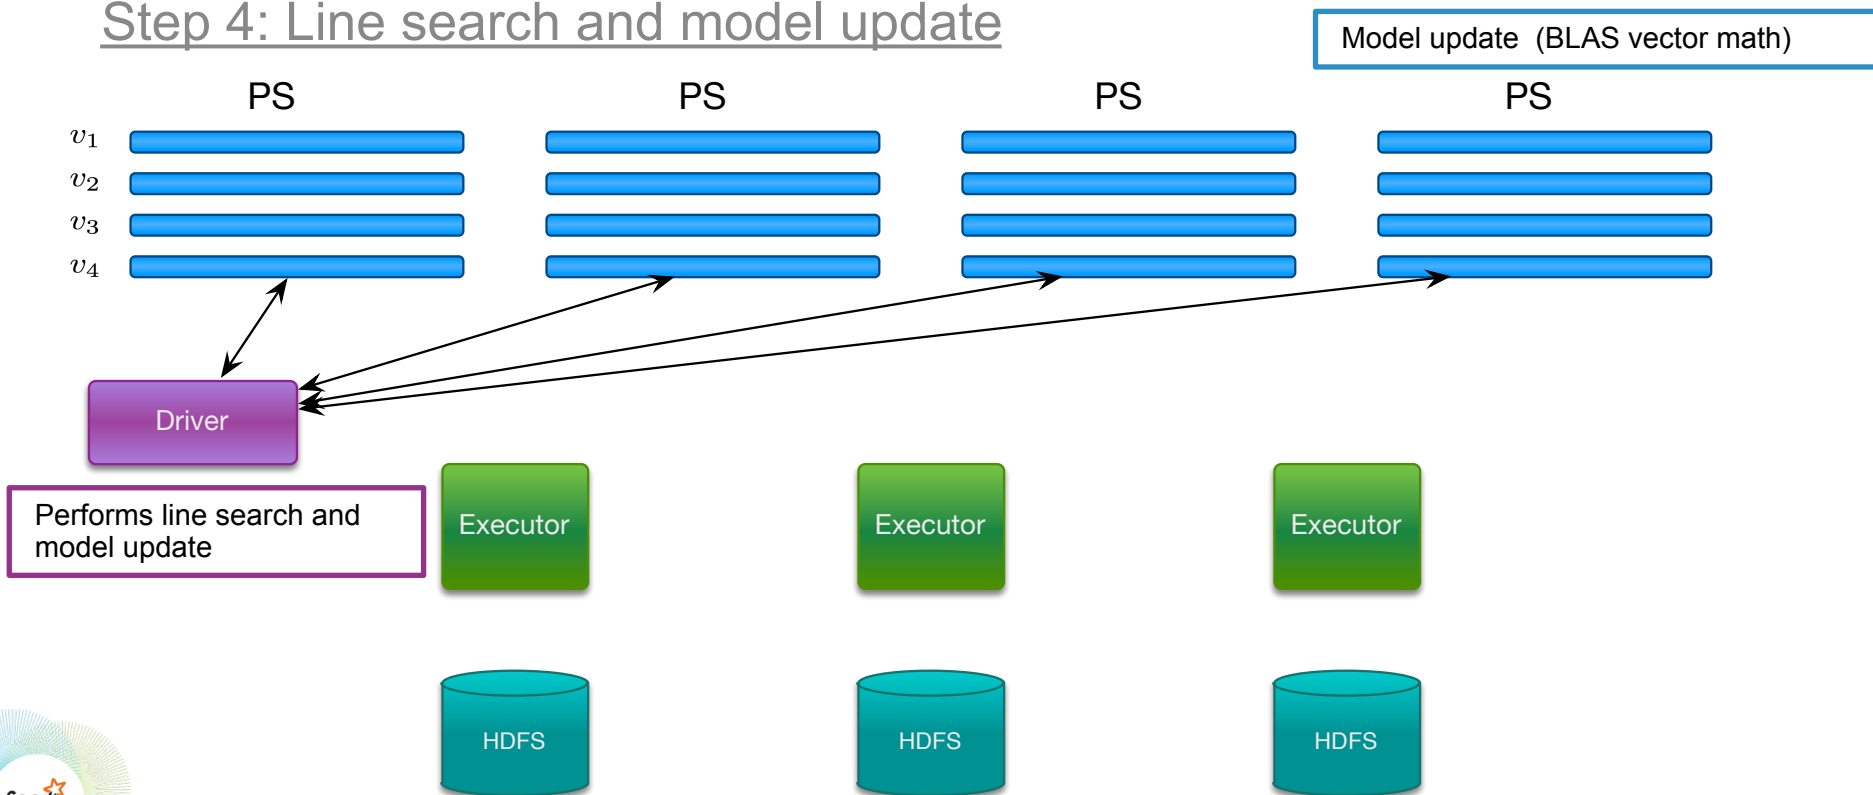 Step 4: Line search and model update
Model update (BLAS vector math)
PS PS PS PS
v1
v2
v3
v4
Driver
Performs line search and
model update
Executor Executor Executor
HDFS HDFS HDFS